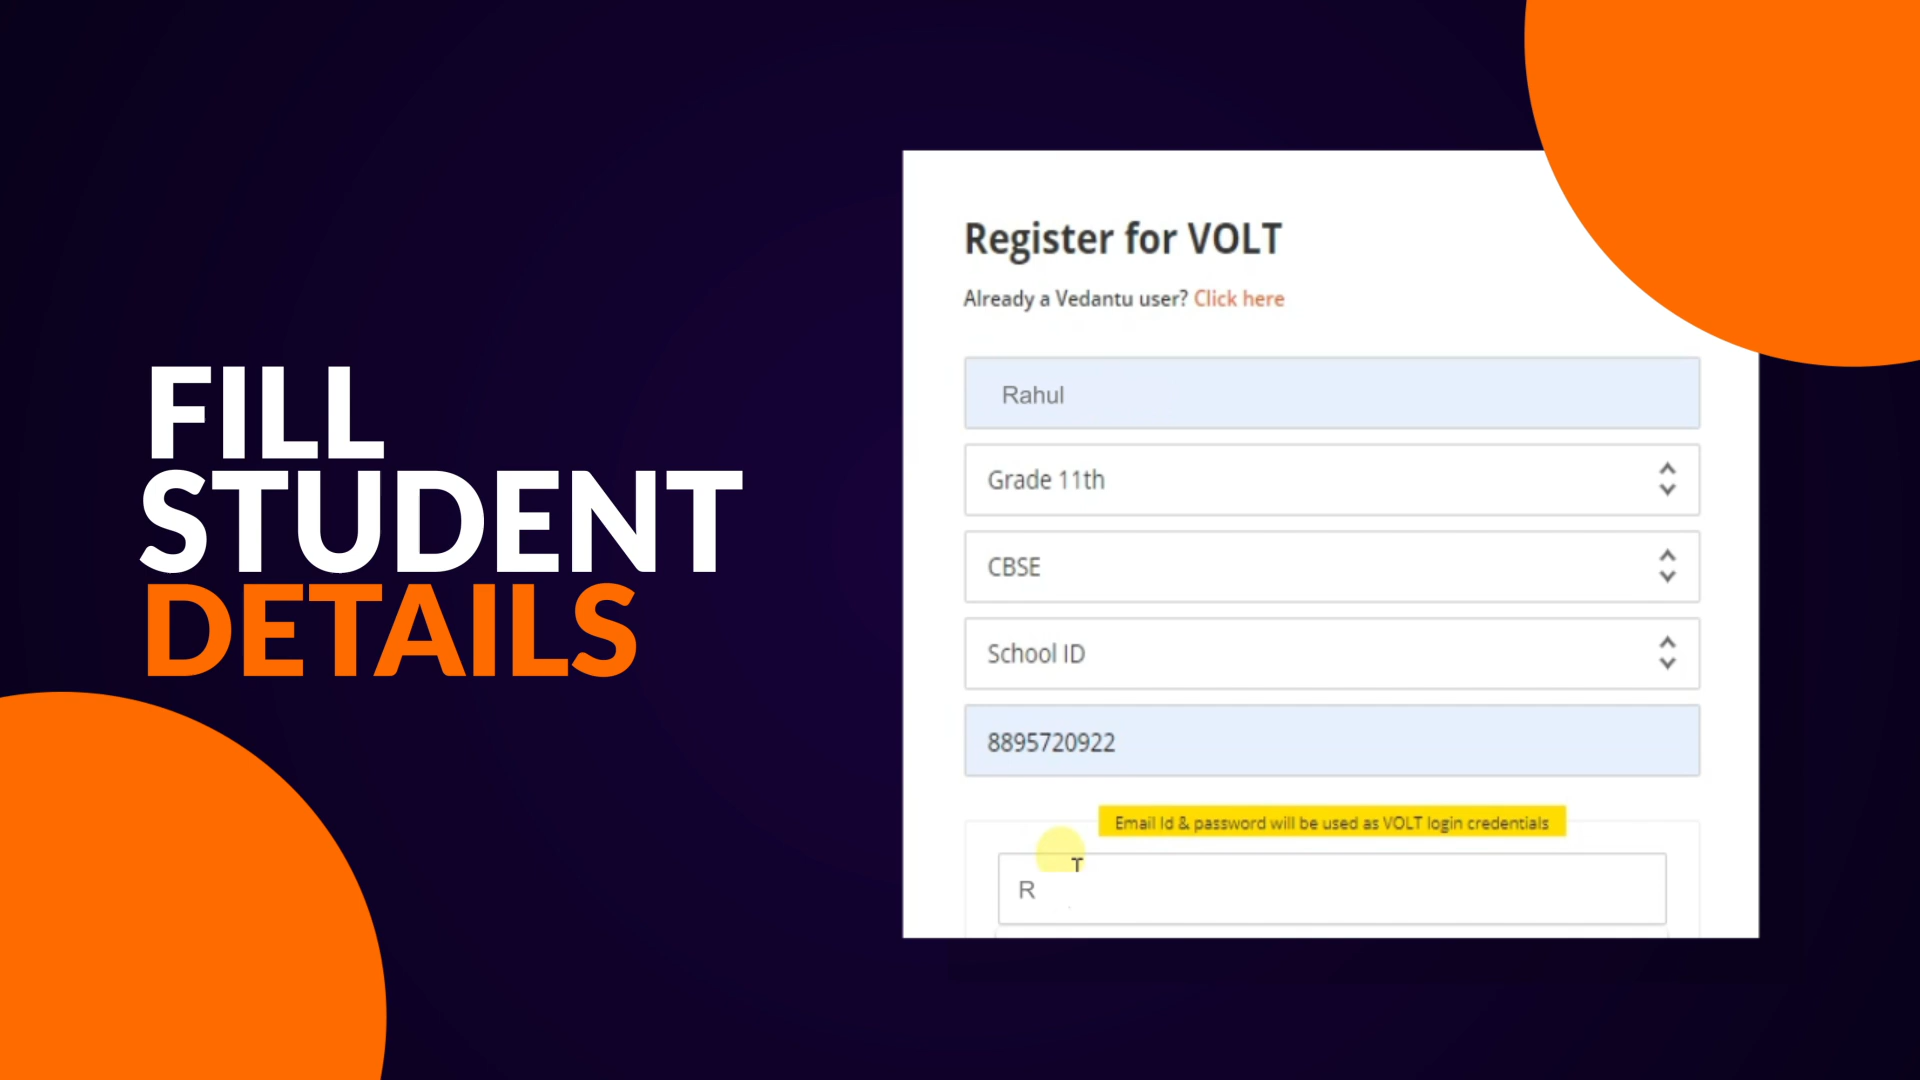 FILL
STUDENT
DETAILS
Register for VOLT
Already a Vedantu user? Click here
Rahul
Grade 11th
CBSE
School ID
8895720922
Email Id & password will be used as VOLT login credentials
R